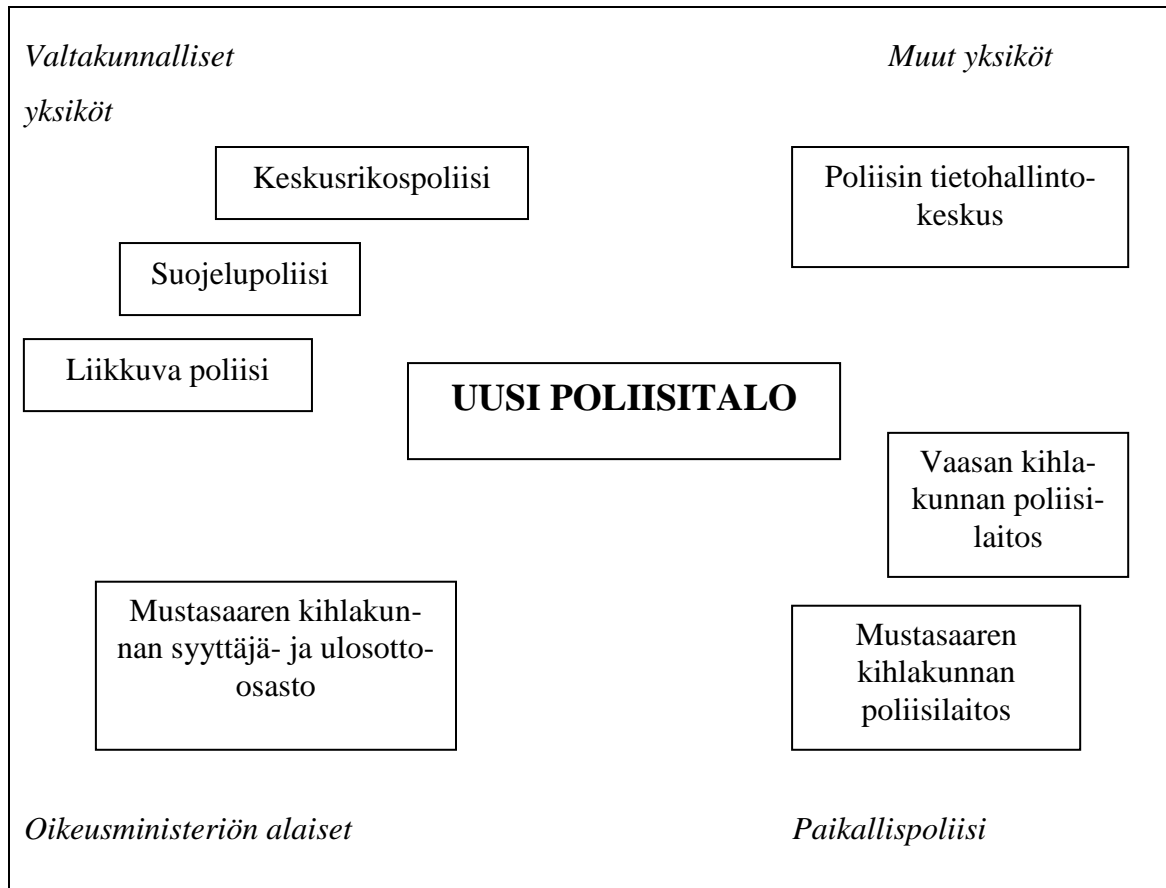 Valtakunnalliset
yksiköt
Muut yksiköt
Keskusrikospoliisi
Poliisin tietohallinto-
keskus
Suojelupoliisi
Liikkuva poliisi
UUSI POLIISITALO
Vaasan kihla-
kunnan poliisi-
laitos
Mustasaaren kihlakun-
nan syyttäjä- ja ulosotto-
osasto
Mustasaaren
kihlakunnan
poliisilaitos
Oikeusministeriön alaiset
Paikallispoliisi